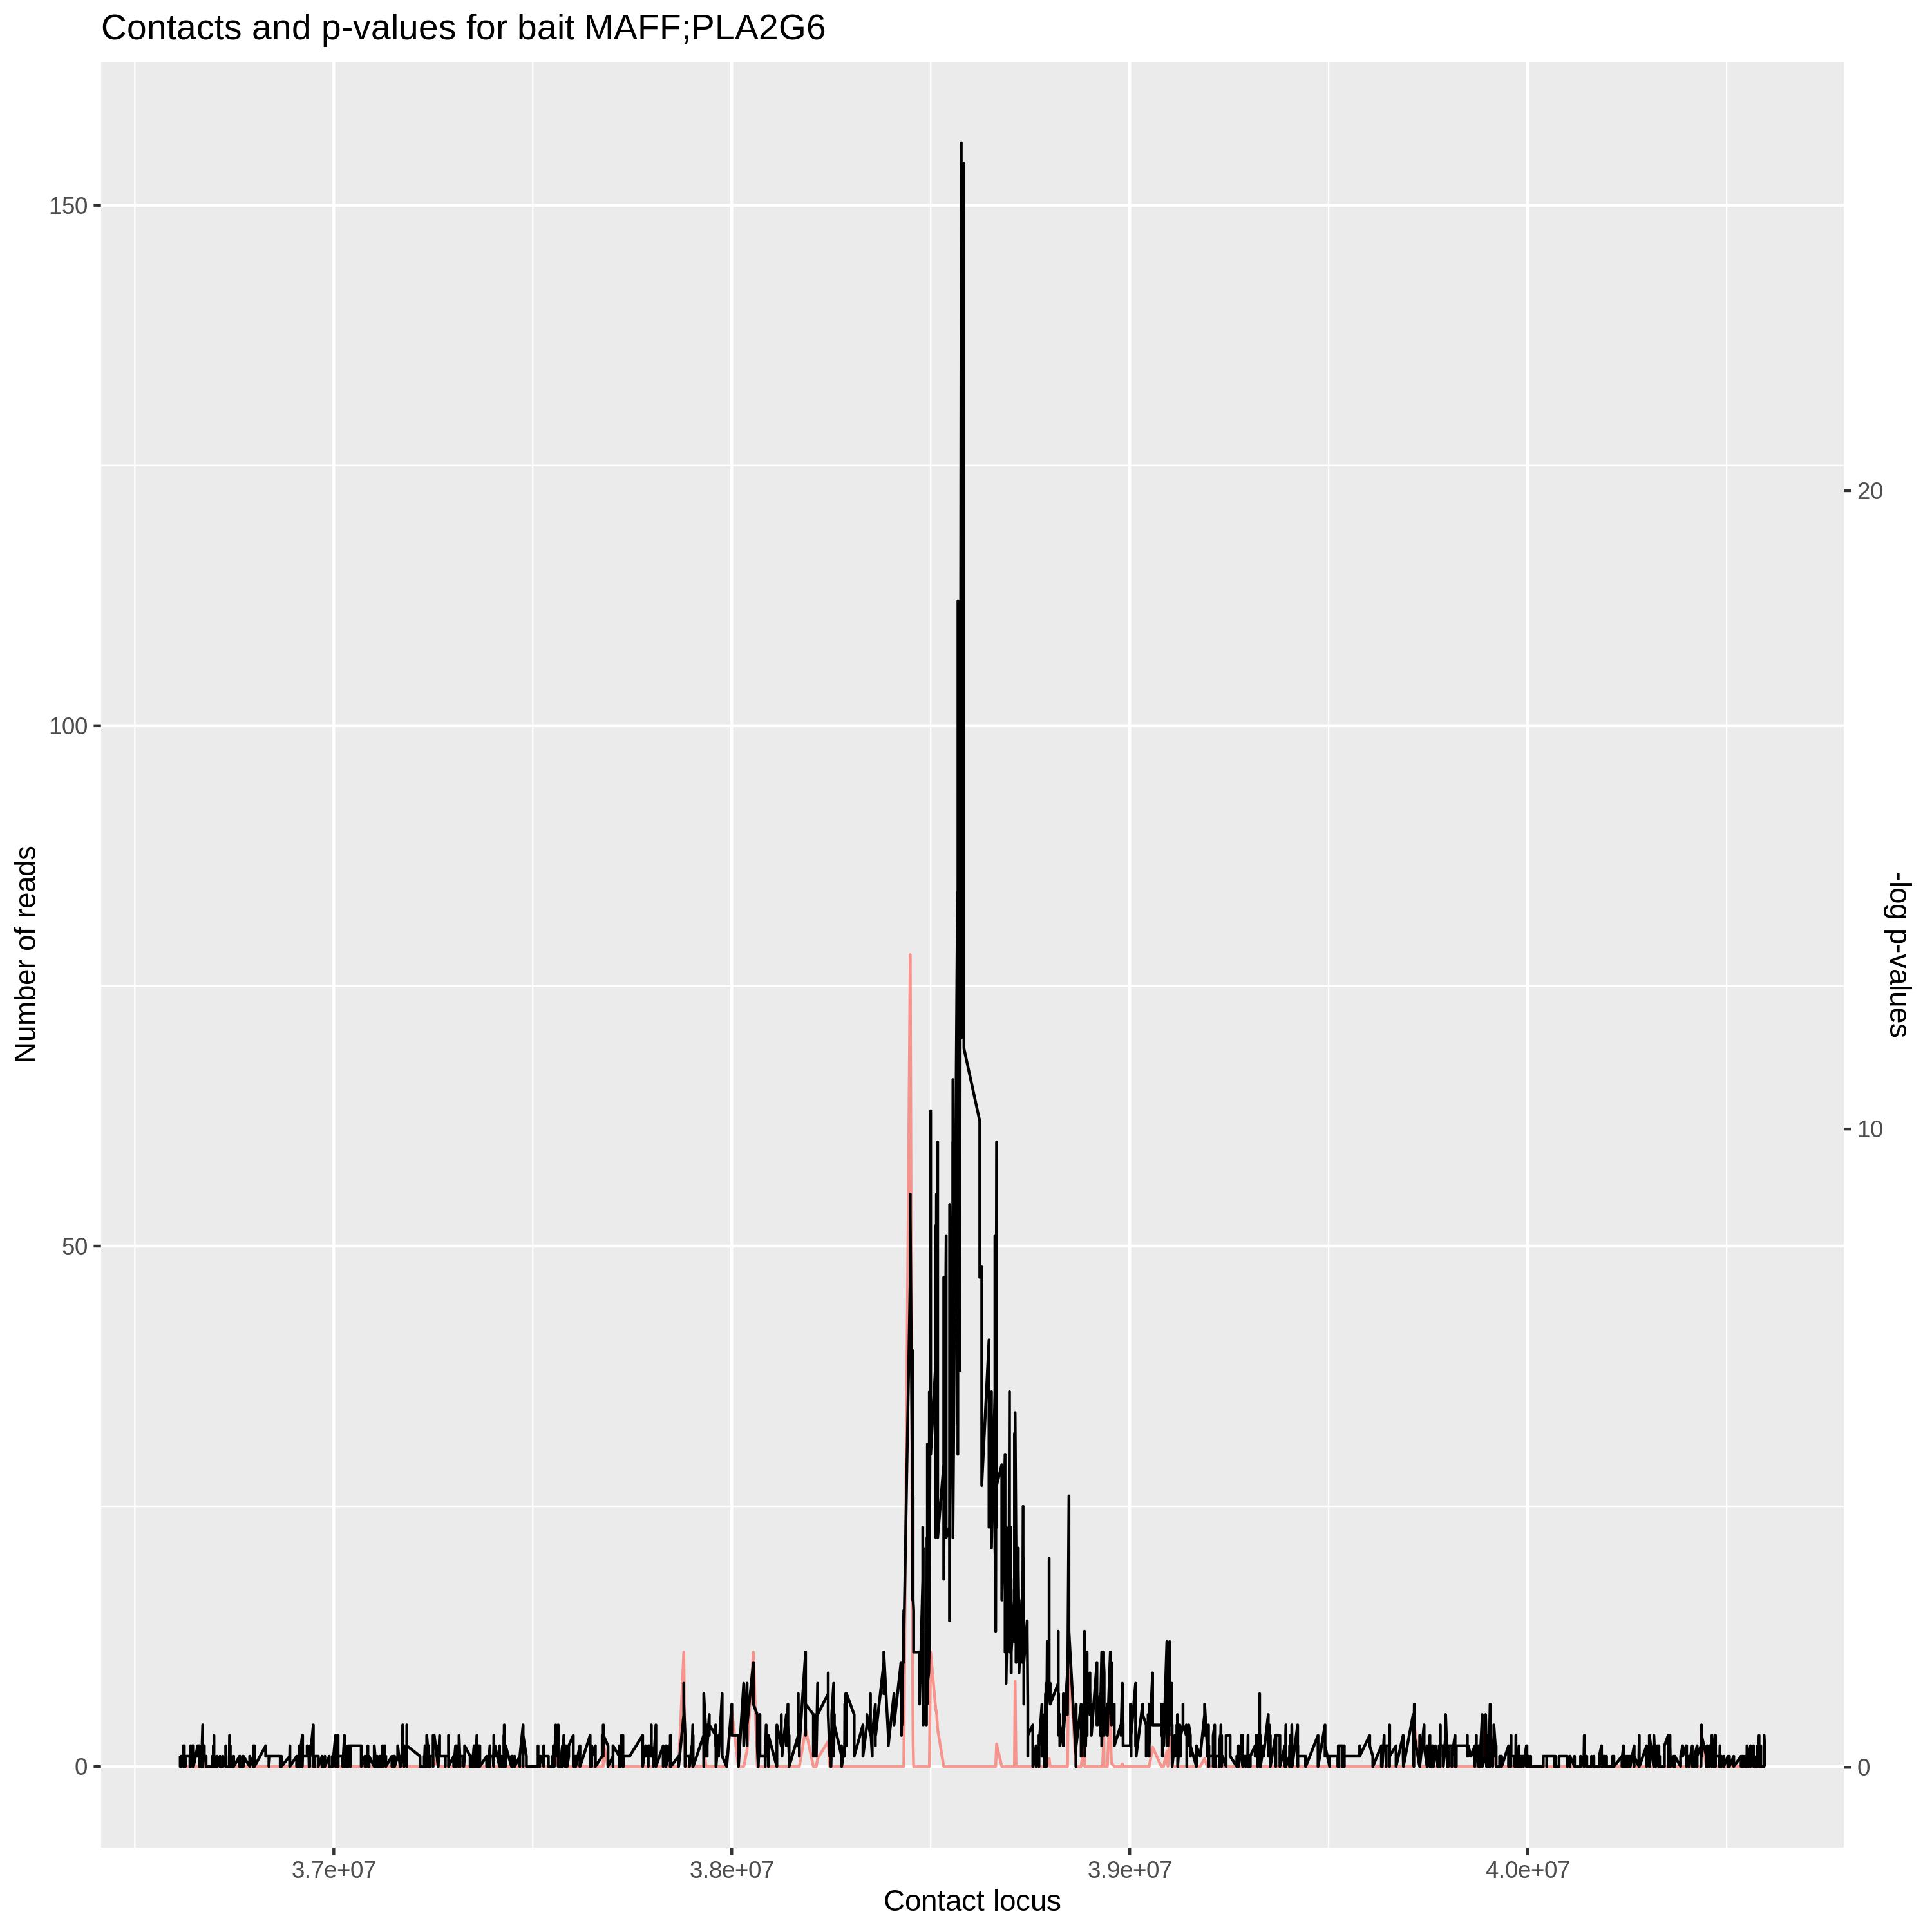 Contacts and p-values for bait MAFF;PLA2G6
150
100
50
0
Number of reads
20
10
0
-log p-values
3.7e+07
3.8e+07
3.9e+07
4.0e+07
Contact locus